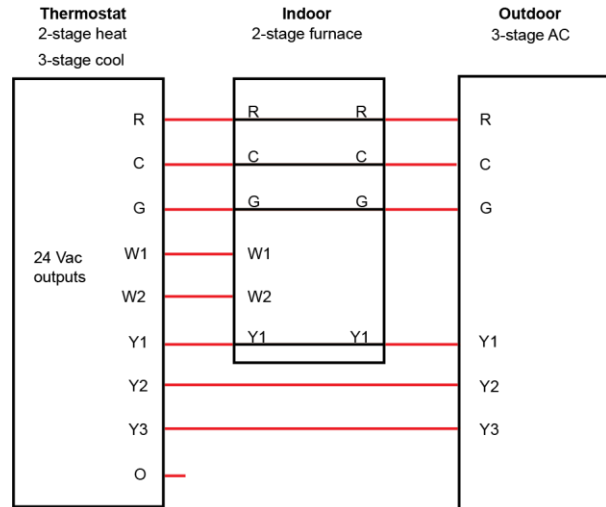 Thermostat
2-stage heat
3-stage cool
Indoor
2-stage furnace
Outdoor
3-stage AC
R R R R
C C C C
G G G G
W1 W1
24 Vac
outputs
W2 W2
Y1 Y1 Y1 Y1
Y2 Y2
Y3 Y3
O